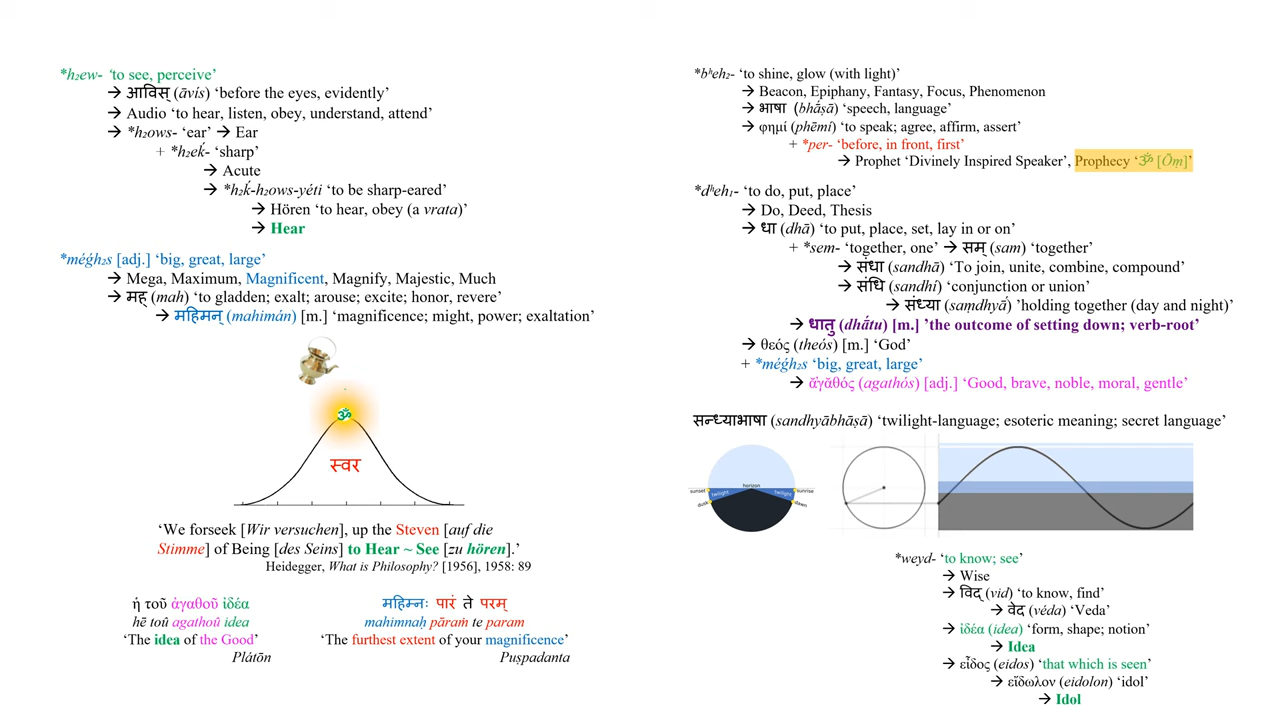 *h₂ew- ‘to see, perceive’
→ आविस् (āvís) ‘before the eyes, evidently’
→ Audio ‘to hear, listen, obey, understand, attend’
→ *h₂ows- ‘ear’ → Ear
+ *h₂eḱ- ‘sharp’
→ Acute
→ *h₂ḱ-h₂ows-yéti ‘to be sharp-eared’
→ Hören ‘to hear, obey (a vrata)’
→ Hear
*méǵh₂s [adj.] ‘big, great, large’
→ Mega, Maximum, Magnificent, Magnify, Majestic, Much
→ मह् (mah) ‘to gladden; exalt; arouse; excite; honor, revere’
→ महिमन् (mahimán) [m.] ‘magnificence; might, power; exaltation’
ॐ
स्वर
‘We forseek [Wir versuchen], up the Steven [auf die
Stimme] of Being [des Seins] to Hear ~ See [zu hören].’
Heidegger, What is Philosophy? [1956], 1958: 89
ἡ τοῦ ἀγαθοῦ ἰδέα
hē toû agathoû idea
‘The idea of the Good’
Plátōn
महिम्नः पारं ते परम्
mahimnaḥ pāraṁ te param
‘The furthest extent of your magnificence’
Puṣpadanta
*bʰeh₂- ‘to shine, glow (with light)’
→ Beacon, Epiphany, Fantasy, Focus, Phenomenon
→ भाषा (bhā́ṣā) ‘speech, language’
→ φημί (phēmí) ‘to speak; agree, affirm, assert’
+ *per- ‘before, in front, first’
→ Prophet ‘Divinely Inspired Speaker’, Prophecy ‘ॐ [Ōṃ]’
*dʰeh₁- ‘to do, put, place’
→ Do, Deed, Thesis
→ धा (dhā) ‘to put, place, set, lay in or on’
+ *sem- ‘together, one’ → सम् (sam) ‘together’
→ संधा (sandhā) ‘To join, unite, combine, compound’
→ संधि (sandhí) ‘conjunction or union’
→ संध्या (saṃdhyā́) ’holding together (day and night)’
→ धातु (dhā́tu) [m.] ’the outcome of setting down; verb-root’
→ θεός (theós) [m.] ‘God’
+ *méǵh₂s ‘big, great, large’
→ ᾰ̓γᾰθός (agathós) [adj.] ‘Good, brave, noble, moral, gentle’
सन्ध्याभाषा (sandhyābhāṣā) ‘twilight-language; esoteric meaning; secret language’
horizon
sunset twilight twilight sunrise
dusk dawn
*weyd- ‘to know; see’
→ Wise
→ विद् (vid) ‘to know, find’
→ वेद (véda) ‘Veda’
→ ἰδέα (idea) ‘form, shape; notion’
→ Idea
→ εἶδος (eidos) ‘that which is seen’
→ εἴδωλον (eidolon) ‘idol’
→ Idol